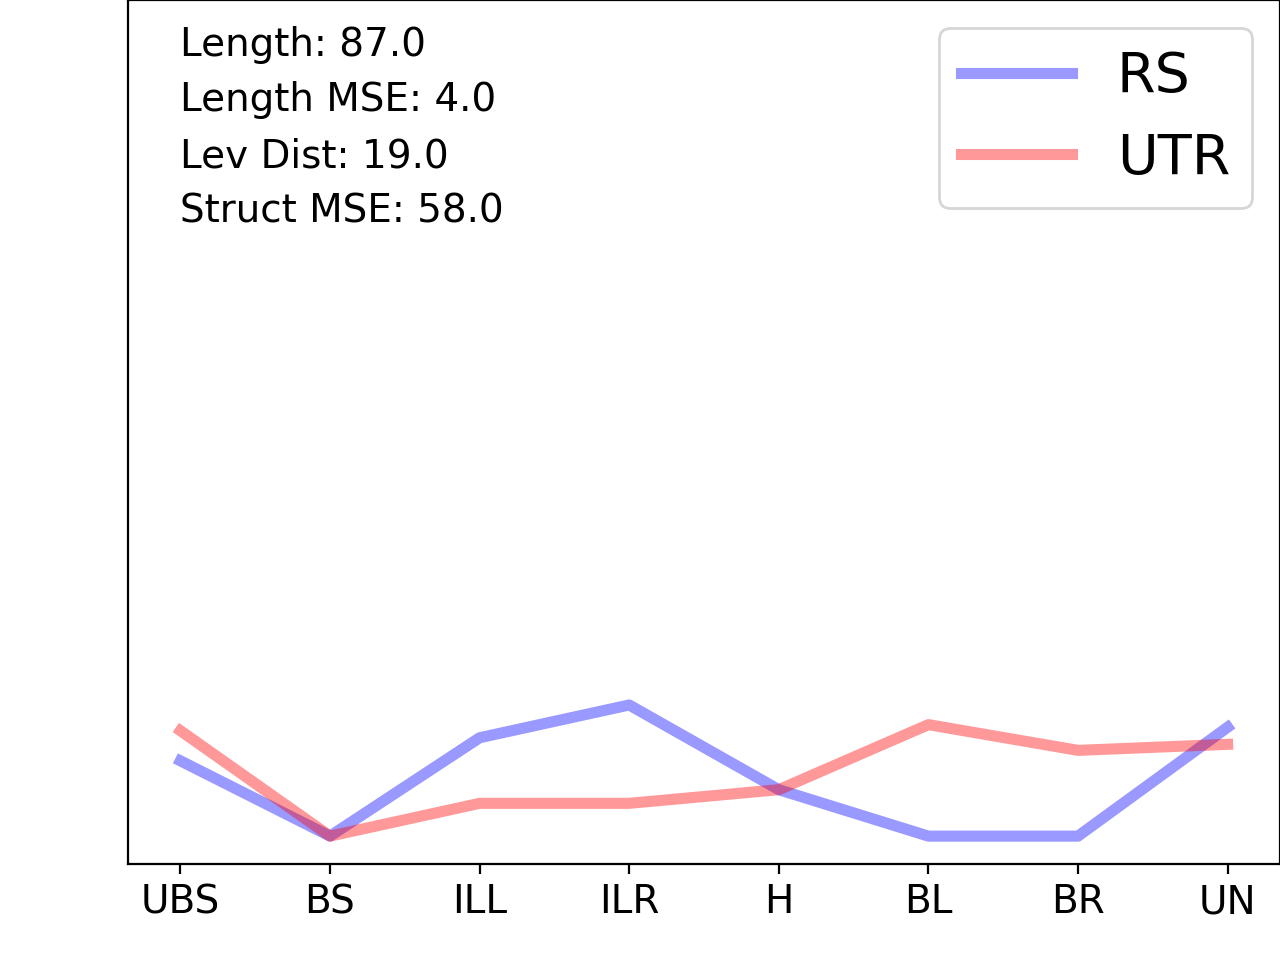 Length: 87.0
Length MSE: 4.0
Lev Dist: 19.0
Struct MSE: 58.0
RS
UTR
UBS BS ILL ILR H BL BR UN